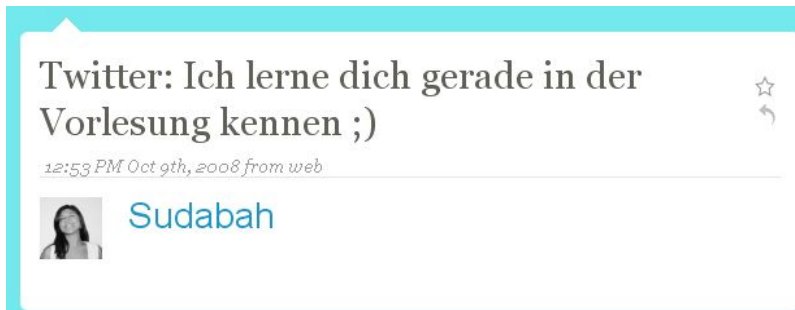 Twitter: Ich lerne dich gerade in der
Vorlesung kennen ;)
12:53 PM Oct 9th, 2008 from web
Sudabah